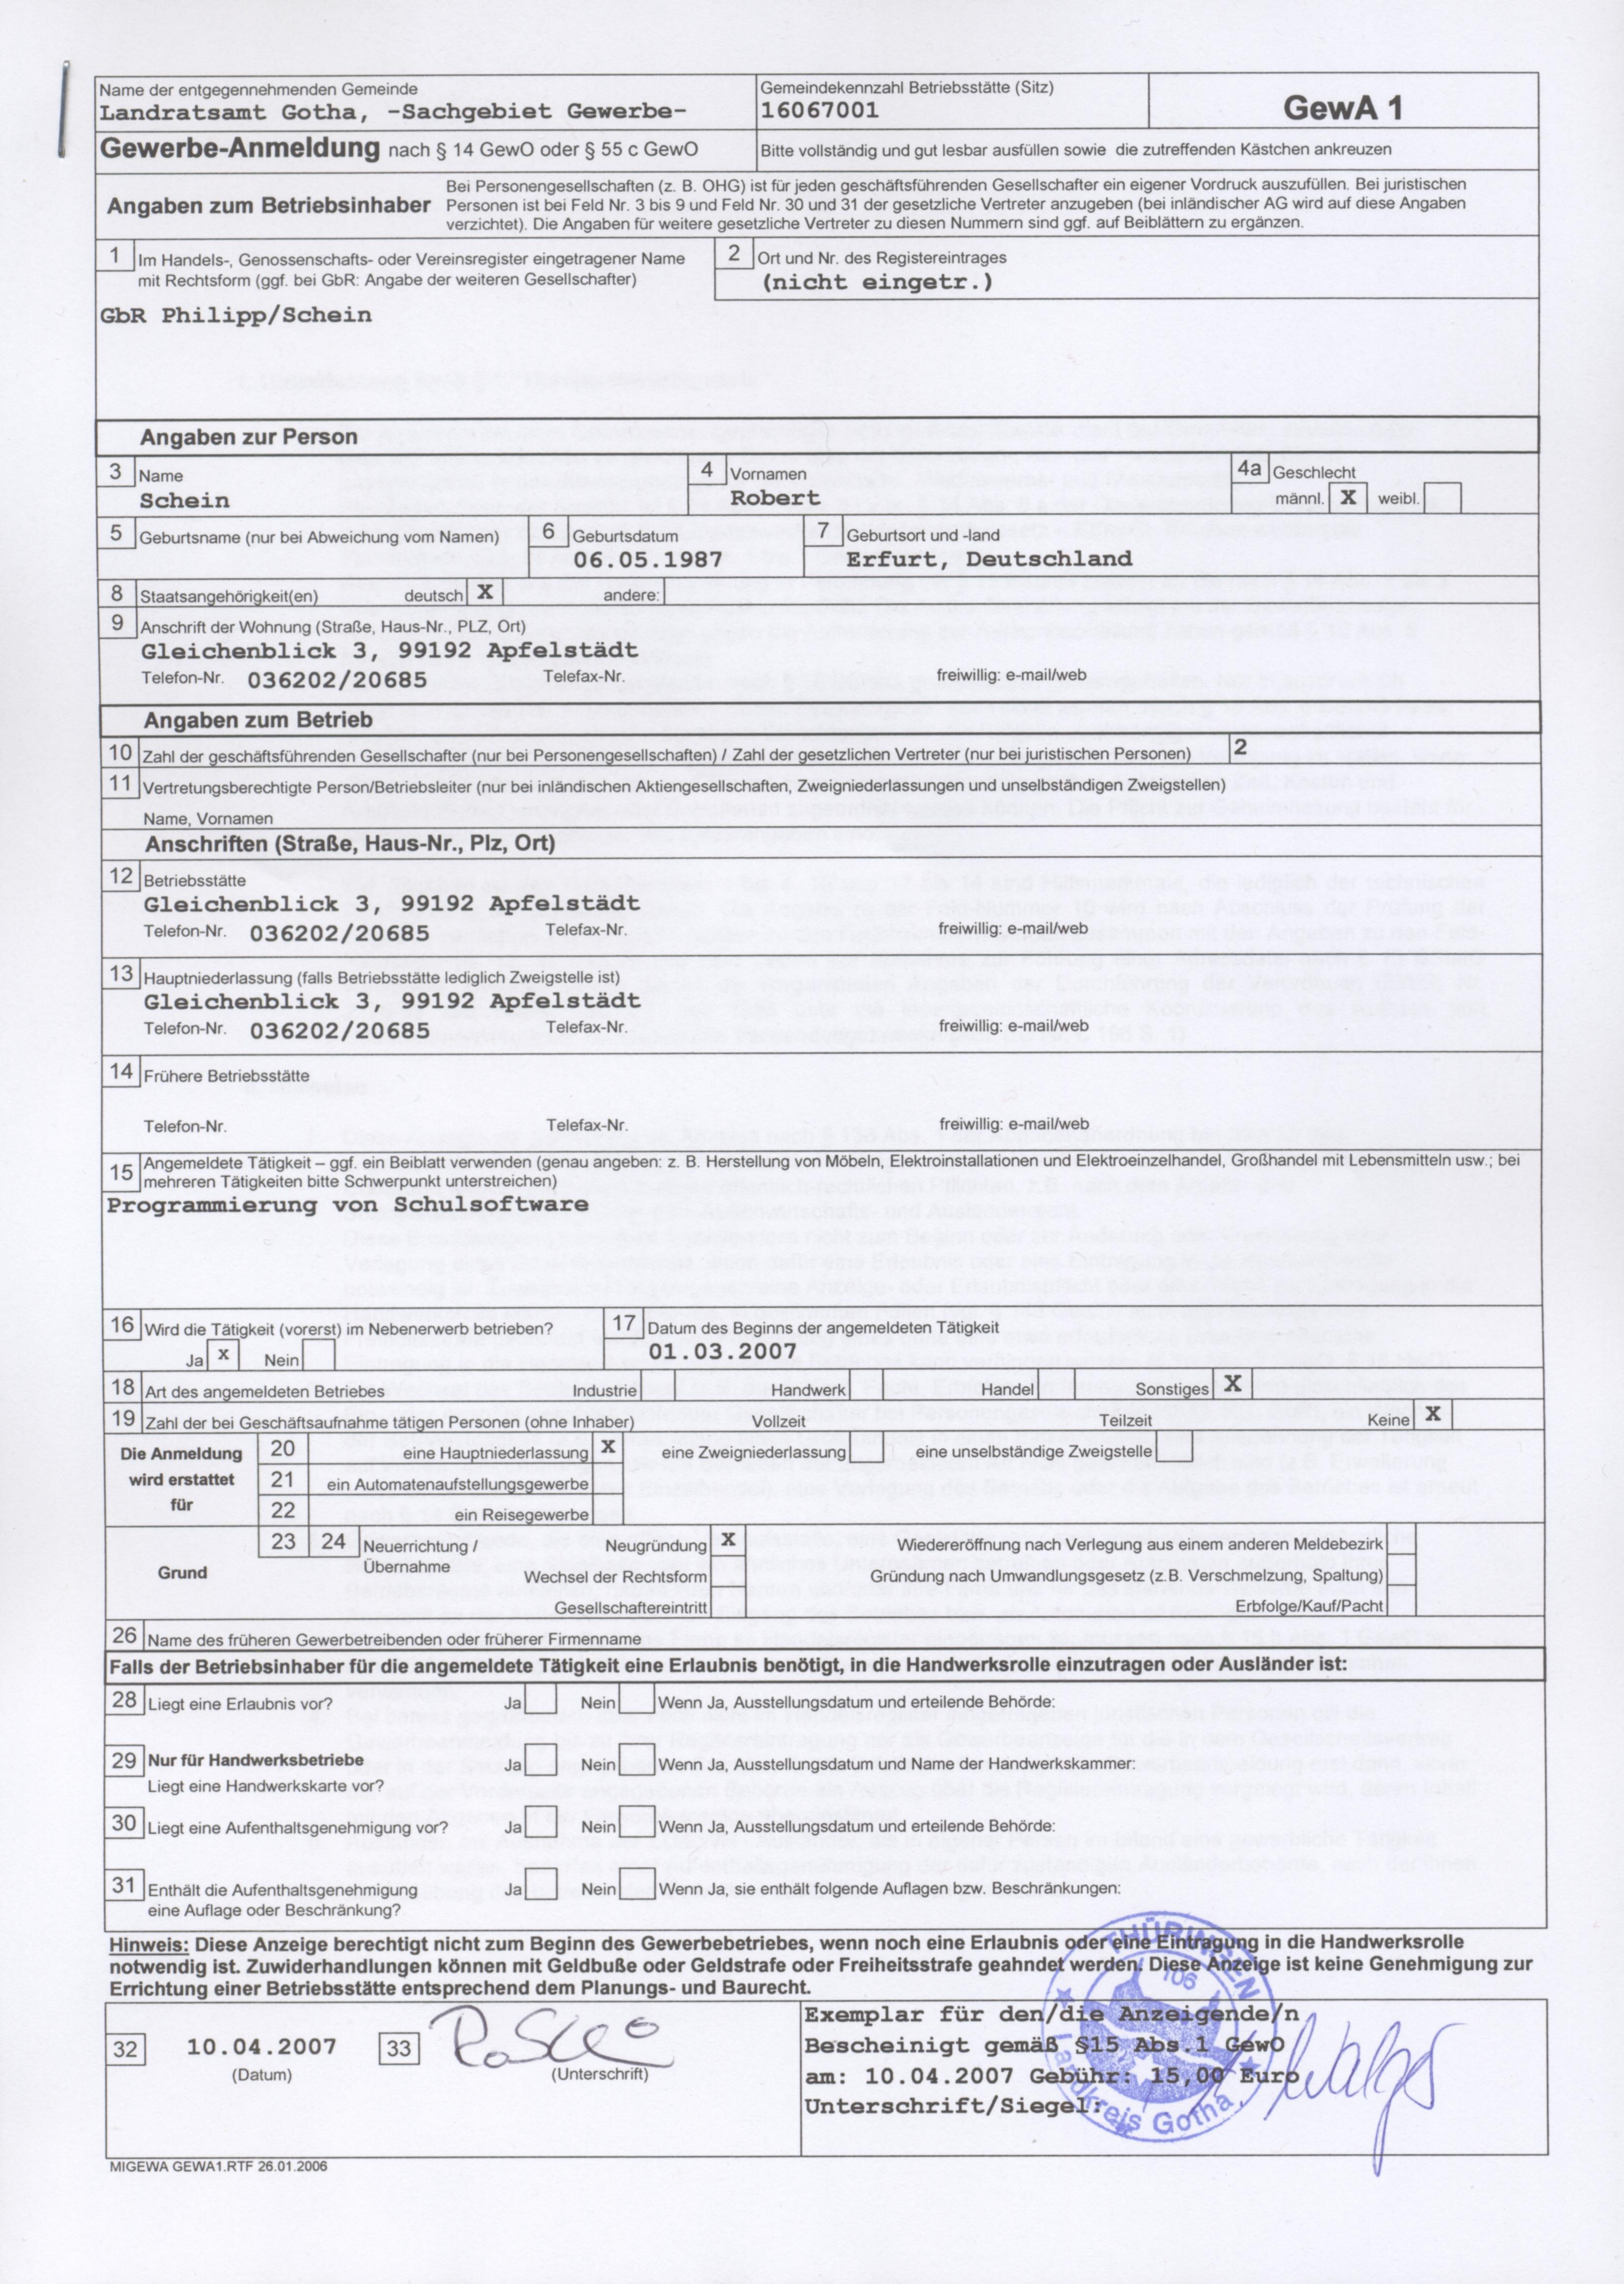 Name der entgegennehmenden Gemeinde
Landratsamt Gotha, -Sachgebiet Gewerbe-
Gemeindekennzahl Betriebsstätte (Sitz)
16067001
GewA 1
Gewerbe-Anmeldung nach § 14 GewO oder § 55 c GewO
Bitte vollständig und gut lesbar ausfüllen sowie die zutreffenden Kästchen ankreuzen
Angaben zum Betriebsinhaber
Bei Personengesellschaften (z. B. OHG) ist für jeden geschäftsführenden Gesellschafter ein eigener Vordruck auszufüllen. Bei juristischen
Personen ist bei Feld Nr. 3 bis 9 und Feld Nr. 30 und 31 der gesetzliche Vertreter anzugeben (bei inländischer AG wird auf diese Angaben
verzichtet). Die Angaben für weitere gesetzliche Vertreter zu diesen Nummern sind ggf. auf Beiblättern zu ergänzen.
1 Im Handels-, Genossenschafts- oder Vereinsregister eingetragener Name
mit Rechtsform (ggf. bei GbR: Angabe der weiteren Gesellschafter)
2 Ort und Nr. des Registereintrages
(nicht eingetr.)
GbR Philipp/Schein
Angaben zur Person
3 Name
Schein
4 Vornamen
Robert
4a Geschlecht
männl. X weibl.
5 Geburtsname (nur bei Abweichung vom Namen)
6 Geburtsdatum
06.05.1987
7 Geburtsort und -land
Erfurt, Deutschland
8 Staatsangehörigkeit(en) deutsch X andere:
9 Anschrift der Wohnung (Straße, Haus-Nr., PLZ, Ort)
Gleichenblick 3, 99192 Apfelstädt
Telefon-Nr. 036202/20685 Telefax-Nr. freiwillig: e-mail/web
Angaben zum Betrieb
10 Zahl der geschäftsführenden Gesellschafter (nur bei Personengesellschaften) / Zahl der gesetzlichen Vertreter (nur bei juristischen Personen) 2
11 Vertretungsberechtigte Person/Betriebsleiter (nur bei inländischen Aktiengesellschaften, Zweigniederlassungen und unselbständigen Zweigstellen)
Name, Vornamen
Anschriften (Straße, Haus-Nr., Plz, Ort)
12 Betriebsstätte
Gleichenblick 3, 99192 Apfelstädt
Telefon-Nr. 036202/20685 Telefax-Nr. freiwillig: e-mail/web
13 Hauptniederlassung (falls Betriebsstätte lediglich Zweigstelle ist)
Gleichenblick 3, 99192 Apfelstädt
Telefon-Nr. 036202/20685 Telefax-Nr. freiwillig: e-mail/web
14 Frühere Betriebsstätte
Telefon-Nr. Telefax-Nr. freiwillig: e-mail/web
15 Angemeldete Tätigkeit – ggf. ein Beiblatt verwenden (genau angeben: z. B. Herstellung von Möbeln, Elektroinstallationen und Elektroeinzelhandel, Großhandel mit Lebensmitteln usw.; bei
mehreren Tätigkeiten bitte Schwerpunkt unterstreichen)
Programmierung von Schulsoftware
16 Wird die Tätigkeit (vorerst) im Nebenerwerb betrieben?
Ja X Nein
17 Datum des Beginns der angemeldeten Tätigkeit
01.03.2007
18 Art des angemeldeten Betriebes Industrie Handwerk Handel Sonstiges X
19 Zahl der bei Geschäftsaufnahme tätigen Personen (ohne Inhaber) Vollzeit Teilzeit Keine X
Die Anmeldung
wird erstattet
für
20 eine Hauptniederlassung X eine Zweigniederlassung eine unselbständige Zweigstelle
21 ein Automatenaufstellungsgewerbe
22 ein Reisegewerbe
Grund
23 24 Neuerrichtung /
Übernahme
Neugründung X Wiedereröffnung nach Verlegung aus einem anderen Meldebezirk
Wechsel der Rechtsform Gründung nach Umwandlungsgesetz (z.B. Verschmelzung, Spaltung)
Gesellschaftereintritt Erbfolge/Kauf/Pacht
26 Name des früheren Gewerbetreibenden oder früherer Firmenname
Falls der Betriebsinhaber für die angemeldete Tätigkeit eine Erlaubnis benötigt, in die Handwerksrolle einzutragen oder Ausländer ist:
28 Liegt eine Erlaubnis vor? Ja Nein Wenn Ja, Ausstellungsdatum und erteilende Behörde:
29 Nur für Handwerksbetriebe Ja Nein Wenn Ja, Ausstellungsdatum und Name der Handwerkskammer:
Liegt eine Handwerkskarte vor?
30 Liegt eine Aufenthaltsgenehmigung vor? Ja Nein Wenn Ja, Ausstellungsdatum und erteilende Behörde:
31 Enthält die Aufenthaltsgenehmigung Ja Nein Wenn Ja, sie enthält folgende Auflagen bzw. Beschränkungen:
eine Auflage oder Beschränkung?
Hinweis: Diese Anzeige berechtigt nicht zum Beginn des Gewerbebetriebes, wenn noch eine Erlaubnis oder eine Eintragung in die Handwerksrolle
notwendig ist. Zuwiderhandlungen können mit Geldbuße oder Geldstrafe oder Freiheitsstrafe geahndet werden. Diese Anzeige ist keine Genehmigung zur
Errichtung einer Betriebsstätte entsprechend dem Planungs- und Baurecht.
32 10.04.2007
(Datum)
33
(Unterschrift)
Exemplar für den/die Anzeigende/n
Bescheinigt gemäß §15 Abs.1 GewO
am: 10.04.2007 Gebühr: 15,00 Euro
Unterschrift/Siegel:
THÜRINGEN
106
Landkreis Gotha
MIGEWA GEWA1.RTF 26.01.2006